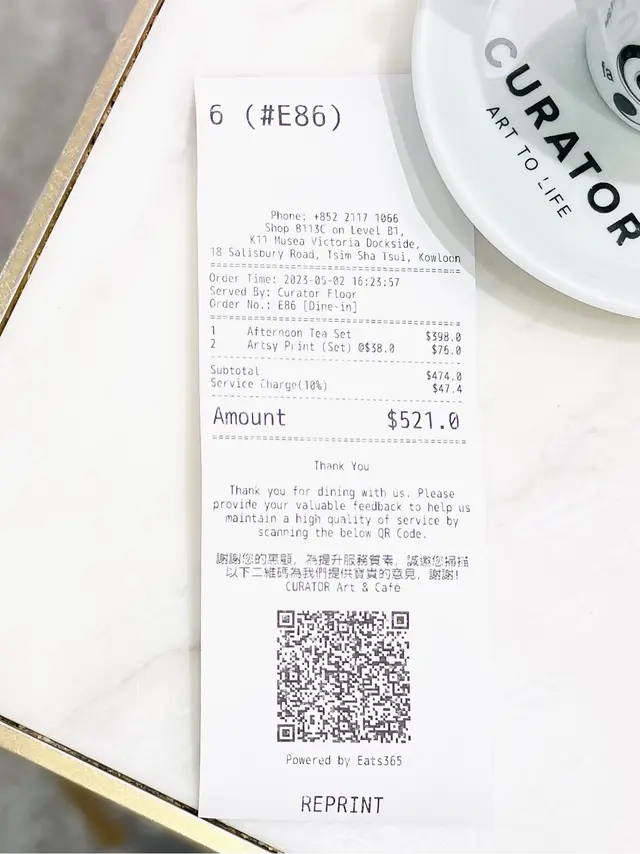 6 (#E86)
Phone: +852 2117 1066
Shop B113C on Level B1,
K11 Musea Victoria Dockside,
18 Salisbury Road, Tsim Sha Tsui, Kowloon
Order Time: 2023-05-02 16:23:57
Served By: Curator Floor
Order No.: E86 [Dine-in]
1 Afternoon Tea Set $398.0
2 Artsy Print (Set) @$38.0 $76.0
Subtotal $474.0
Service Charge(10%) $47.4
Amount $521.0
Thank You
Thank you for dining with us. Please
provide your valuable feedback to help us
maintain a high quality of service by
scanning the below QR Code.
謝謝您的惠顧，為提升服務質素，誠邀您掃描
以下二維碼為我們提供寶貴的意見，謝謝！
CURATOR Art & Cafe
Powered by Eats365
REPRINT
CURATOR
ART TO LIFE